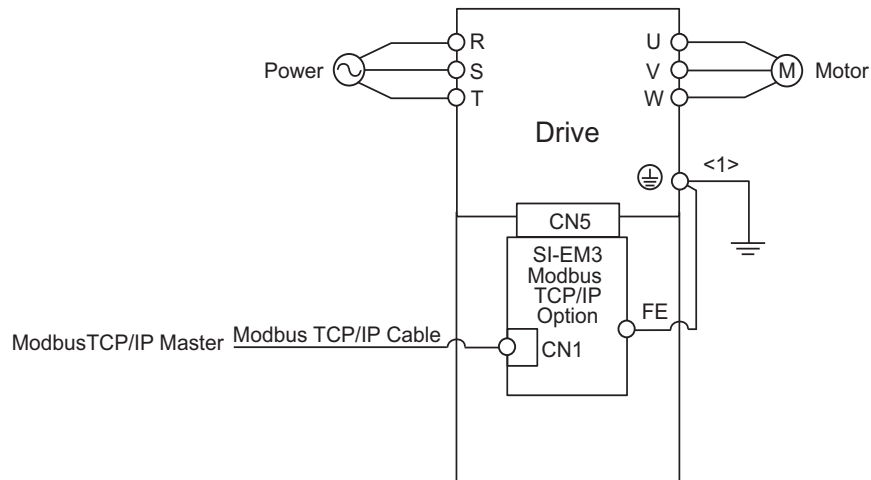 R
U
Power
S
V
M
Motor
T
W
Drive
<1>
CN5
SI-EM3
Modbus
TCP/IP
Option
FE
ModbusTCP/IP Master
Modbus TCP/IP Cable
CN1